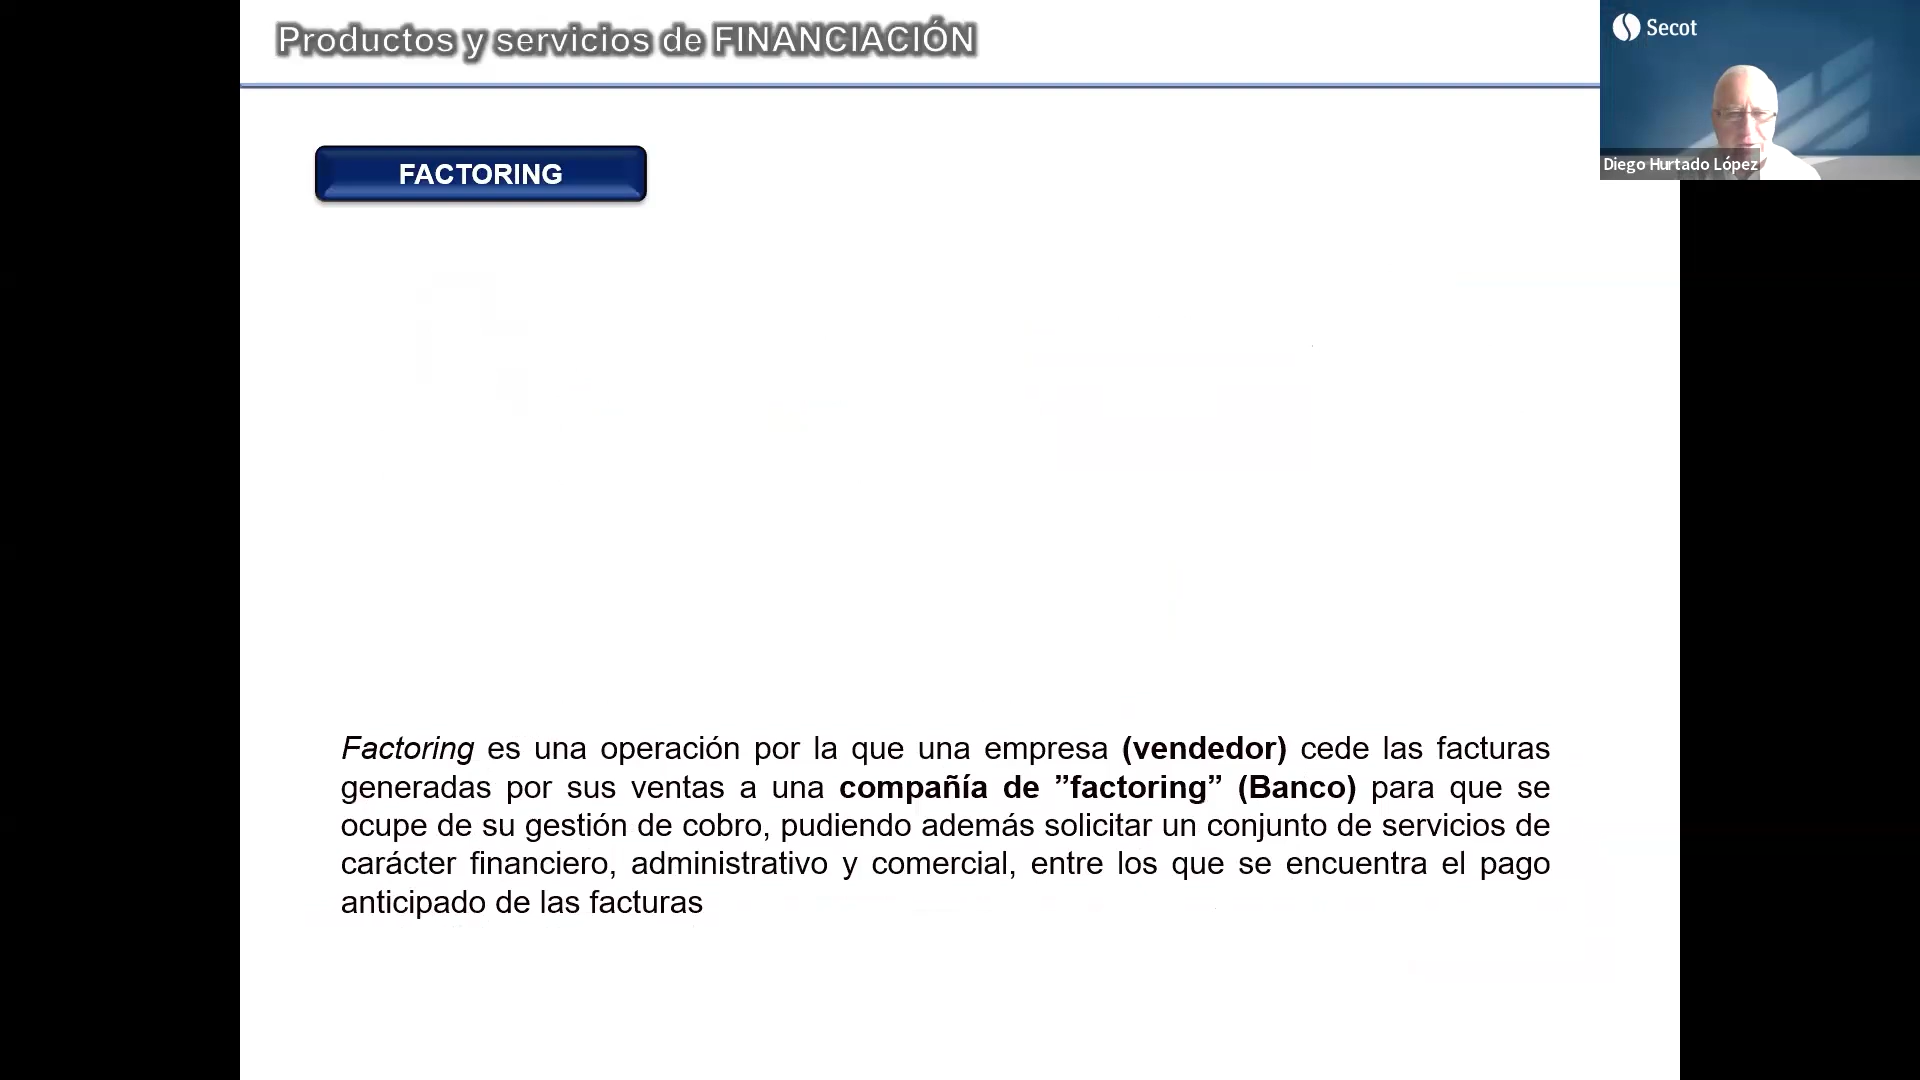 Productos y servicios de FINANCIACIÓN
Secot
Diego Hurtado López
FACTORING
Factoring es una operación por la que una empresa (vendedor) cede las facturas
generadas por sus ventas a una compañía de ”factoring” (Banco) para que se
ocupe de su gestión de cobro, pudiendo además solicitar un conjunto de servicios de
carácter financiero, administrativo y comercial, entre los que se encuentra el pago
anticipado de las facturas